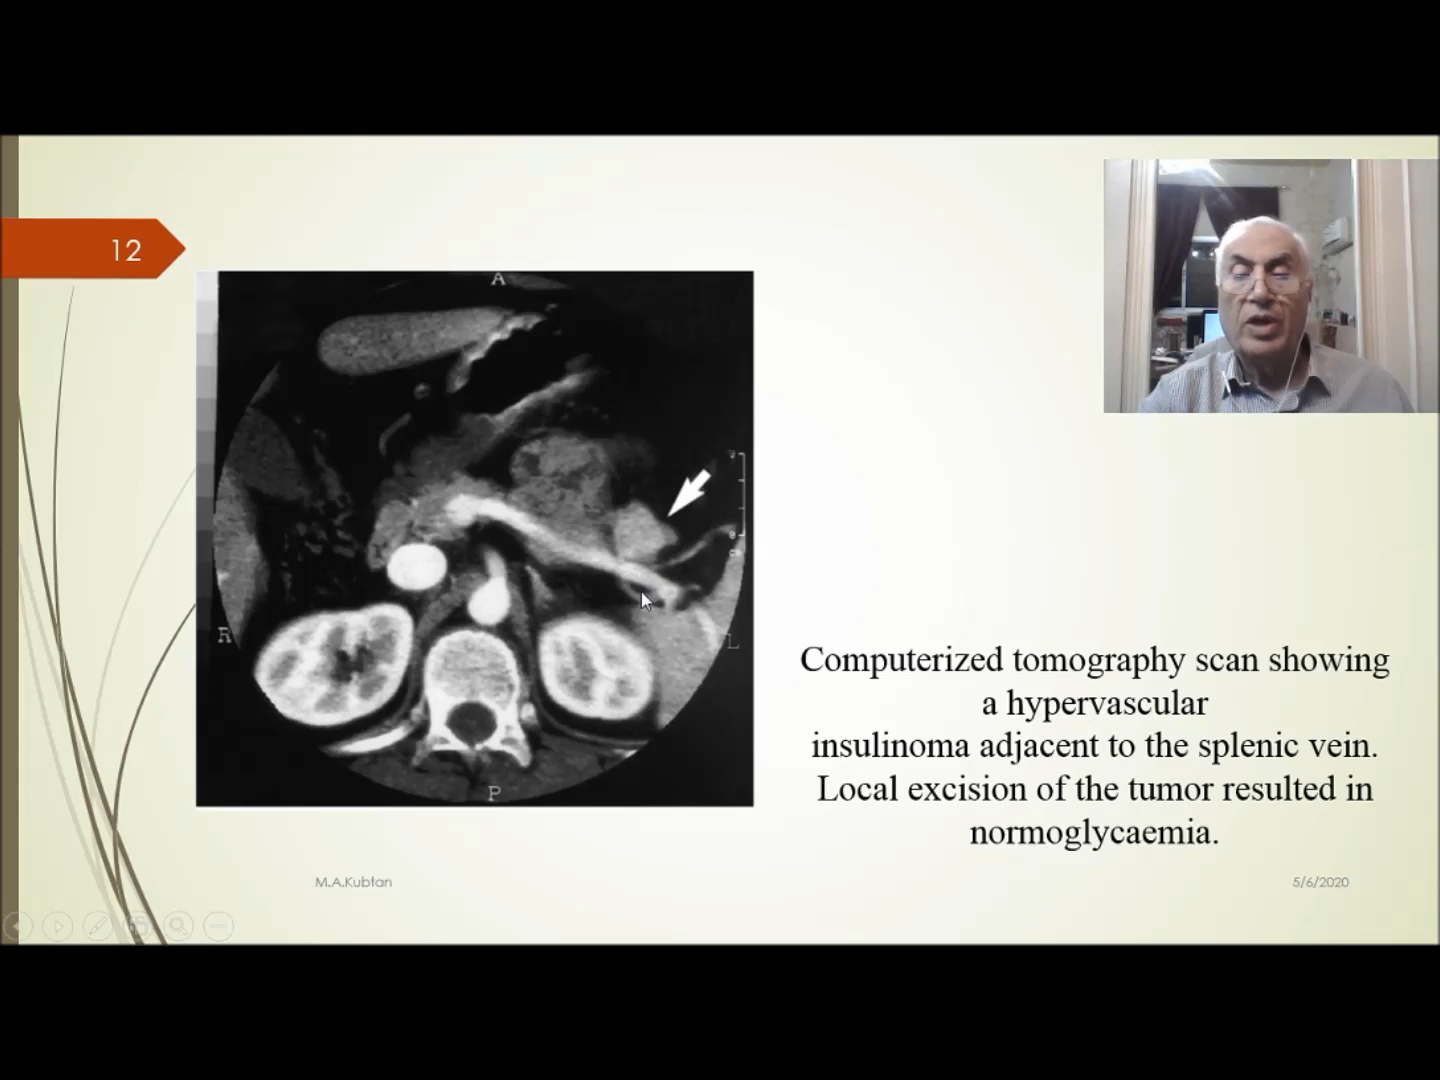 12
A
R
L
P
Computerized tomography scan showing
a hypervascular
insulinoma adjacent to the splenic vein.
Local excision of the tumor resulted in
normoglycaemia.
M.A.Kubtan
5/6/2020